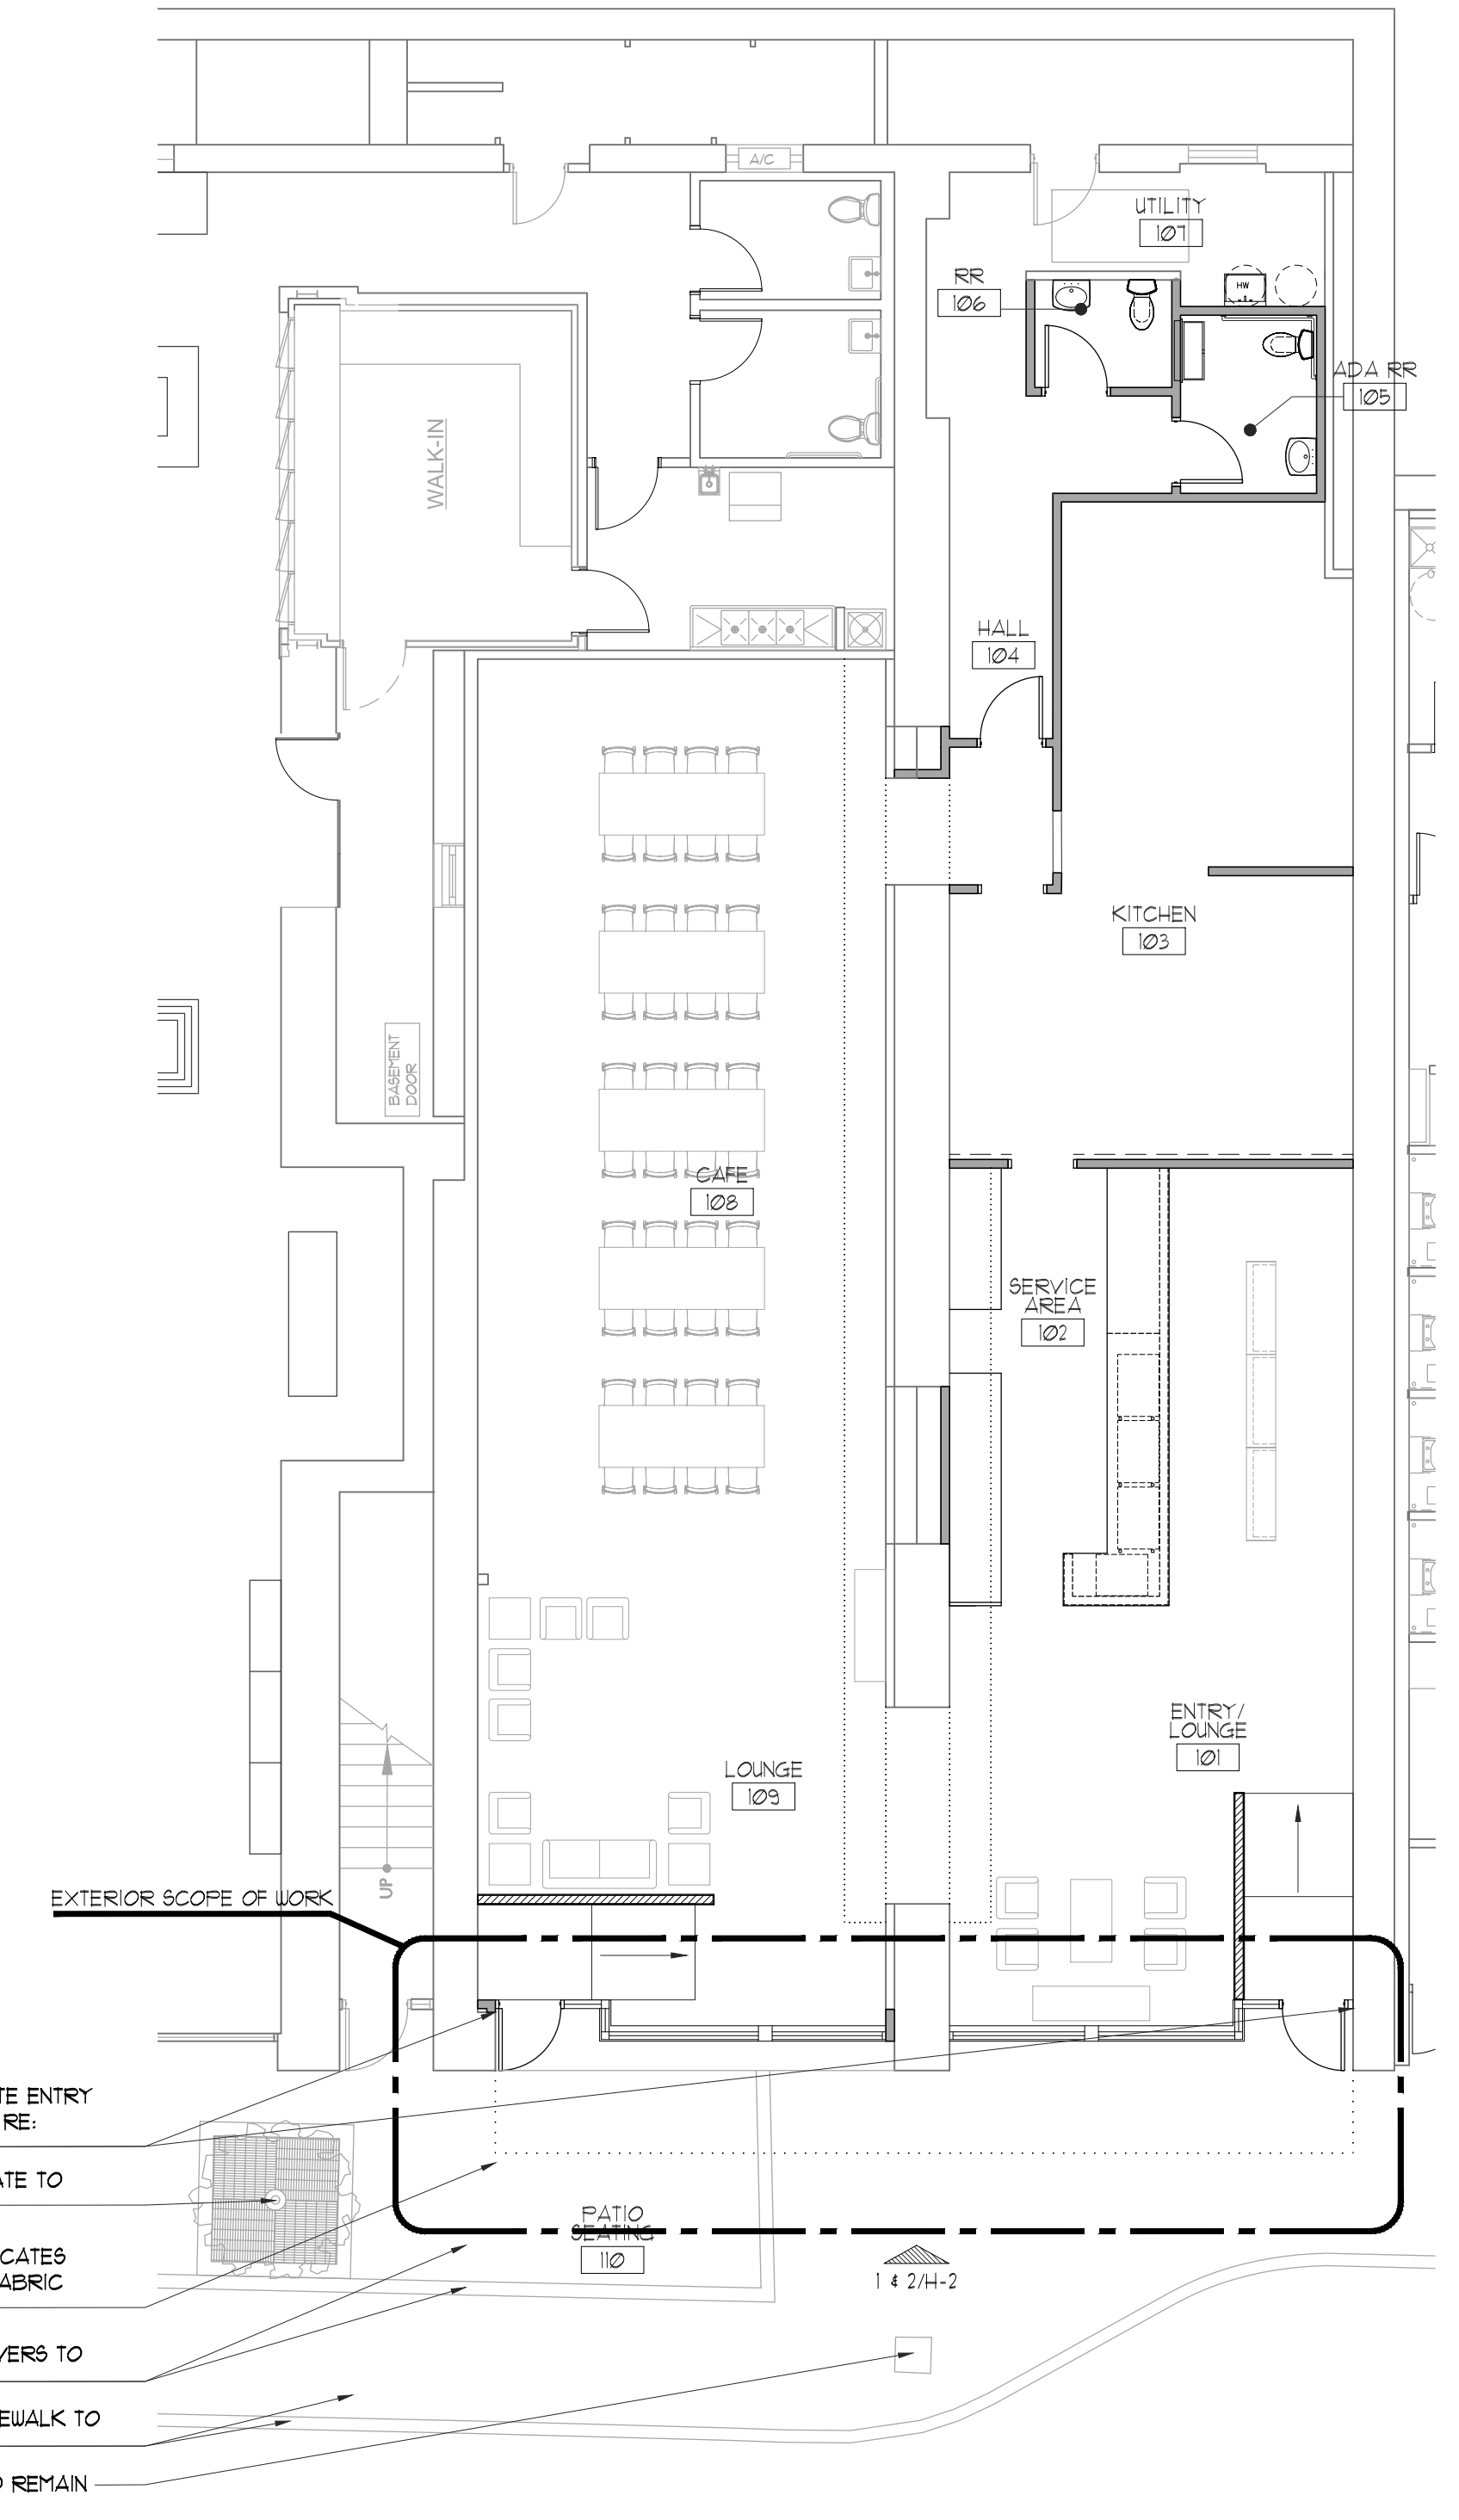 A/C
UTILITY
107
RR
106
HW
ADA RR
105
WALK-IN
HALL
104
KITCHEN
103
BASEMENT
DOOR
CAFE
108
SERVICE
AREA
102
ENTRY/
LOUNGE
101
LOUNGE
109
UP
EXTERIOR SCOPE OF WORK
TE ENTRY
RE:
ATE TO
CATES
ABRIC
PATIO
SEATING
110
1 & 2/H-2
VERS TO
EWALK TO
REMAIN